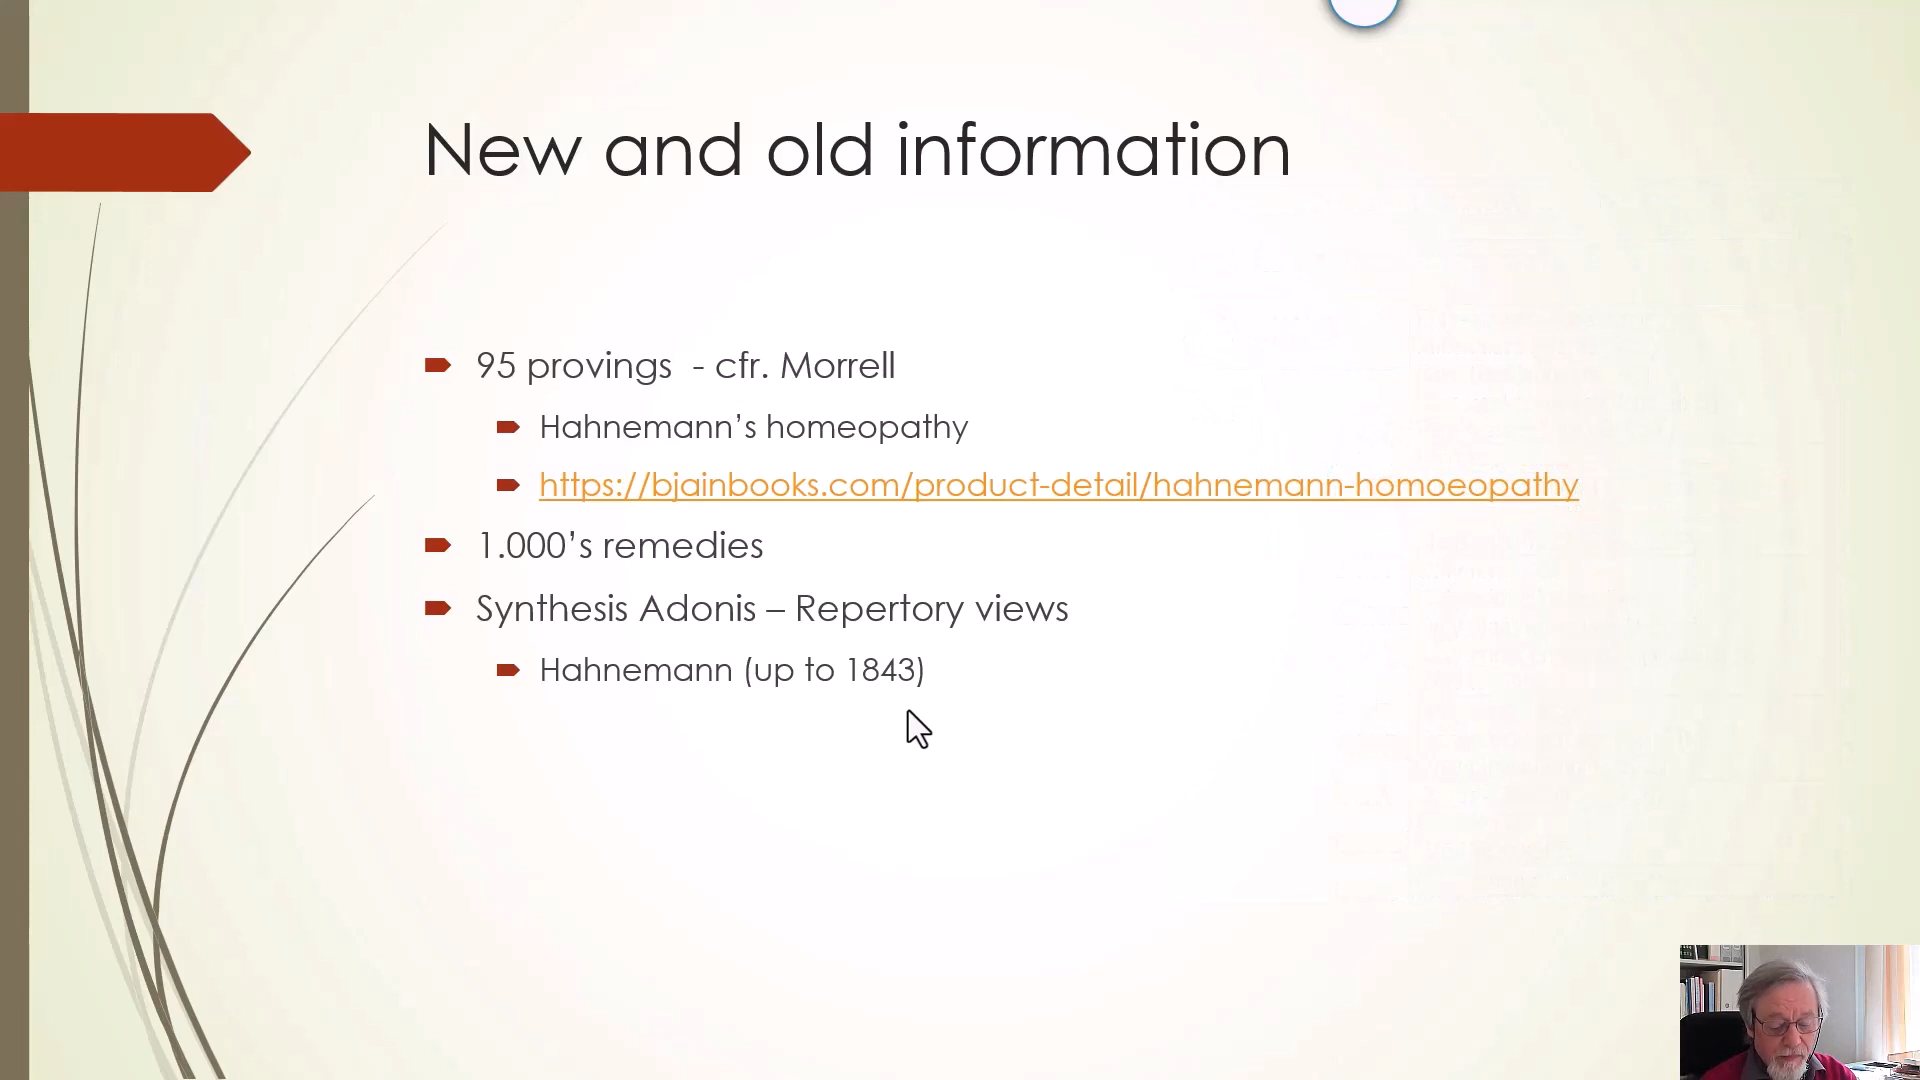 New and old information
95 provings - cfr. Morrell
Hahnemann’s homeopathy
https://bjainbooks.com/product-detail/hahnemann-homoeopathy
1.000’s remedies
Synthesis Adonis – Repertory views
Hahnemann (up to 1843)